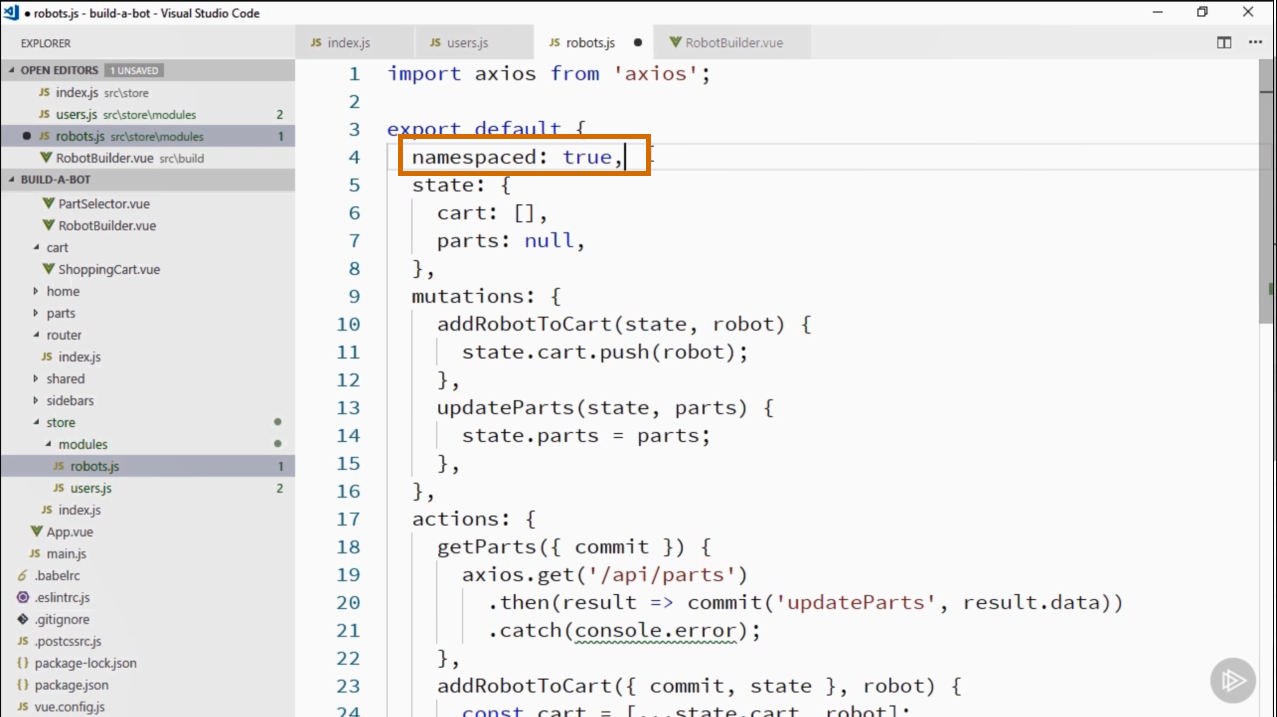 ● robots.js - build-a-bot - Visual Studio Code
EXPLORER
OPEN EDITORS 1 UNSAVED
JS index.js src\store
JS users.js src\store\modules 2
● JS robots.js src\store\modules 1
RobotBuilder.vue src\build
BUILD-A-BOT
PartSelector.vue
RobotBuilder.vue
cart
ShoppingCart.vue
home
parts
router
JS index.js
shared
sidebars
store
modules
JS robots.js 1
JS users.js 2
JS index.js
App.vue
JS main.js
.babelrc
.eslintrc.js
.gitignore
JS .postcssrc.js
{} package-lock.json
{} package.json
JS vue.config.js
JS index.js
JS users.js
JS robots.js ●
RobotBuilder.vue
1 import axios from 'axios';
2
3 export default {
4 namespaced: true,
5 state: {
6 cart: [],
7 parts: null,
8 },
9 mutations: {
10 addRobotToCart(state, robot) {
11 state.cart.push(robot);
12 },
13 updateParts(state, parts) {
14 state.parts = parts;
15 },
16 },
17 actions: {
18 getParts({ commit }) {
19 axios.get('/api/parts')
20 .then(result => commit('updateParts', result.data))
21 .catch(console.error);
22 },
23 addRobotToCart({ commit, state }, robot) {
24 const cart = [...state.cart, robot];